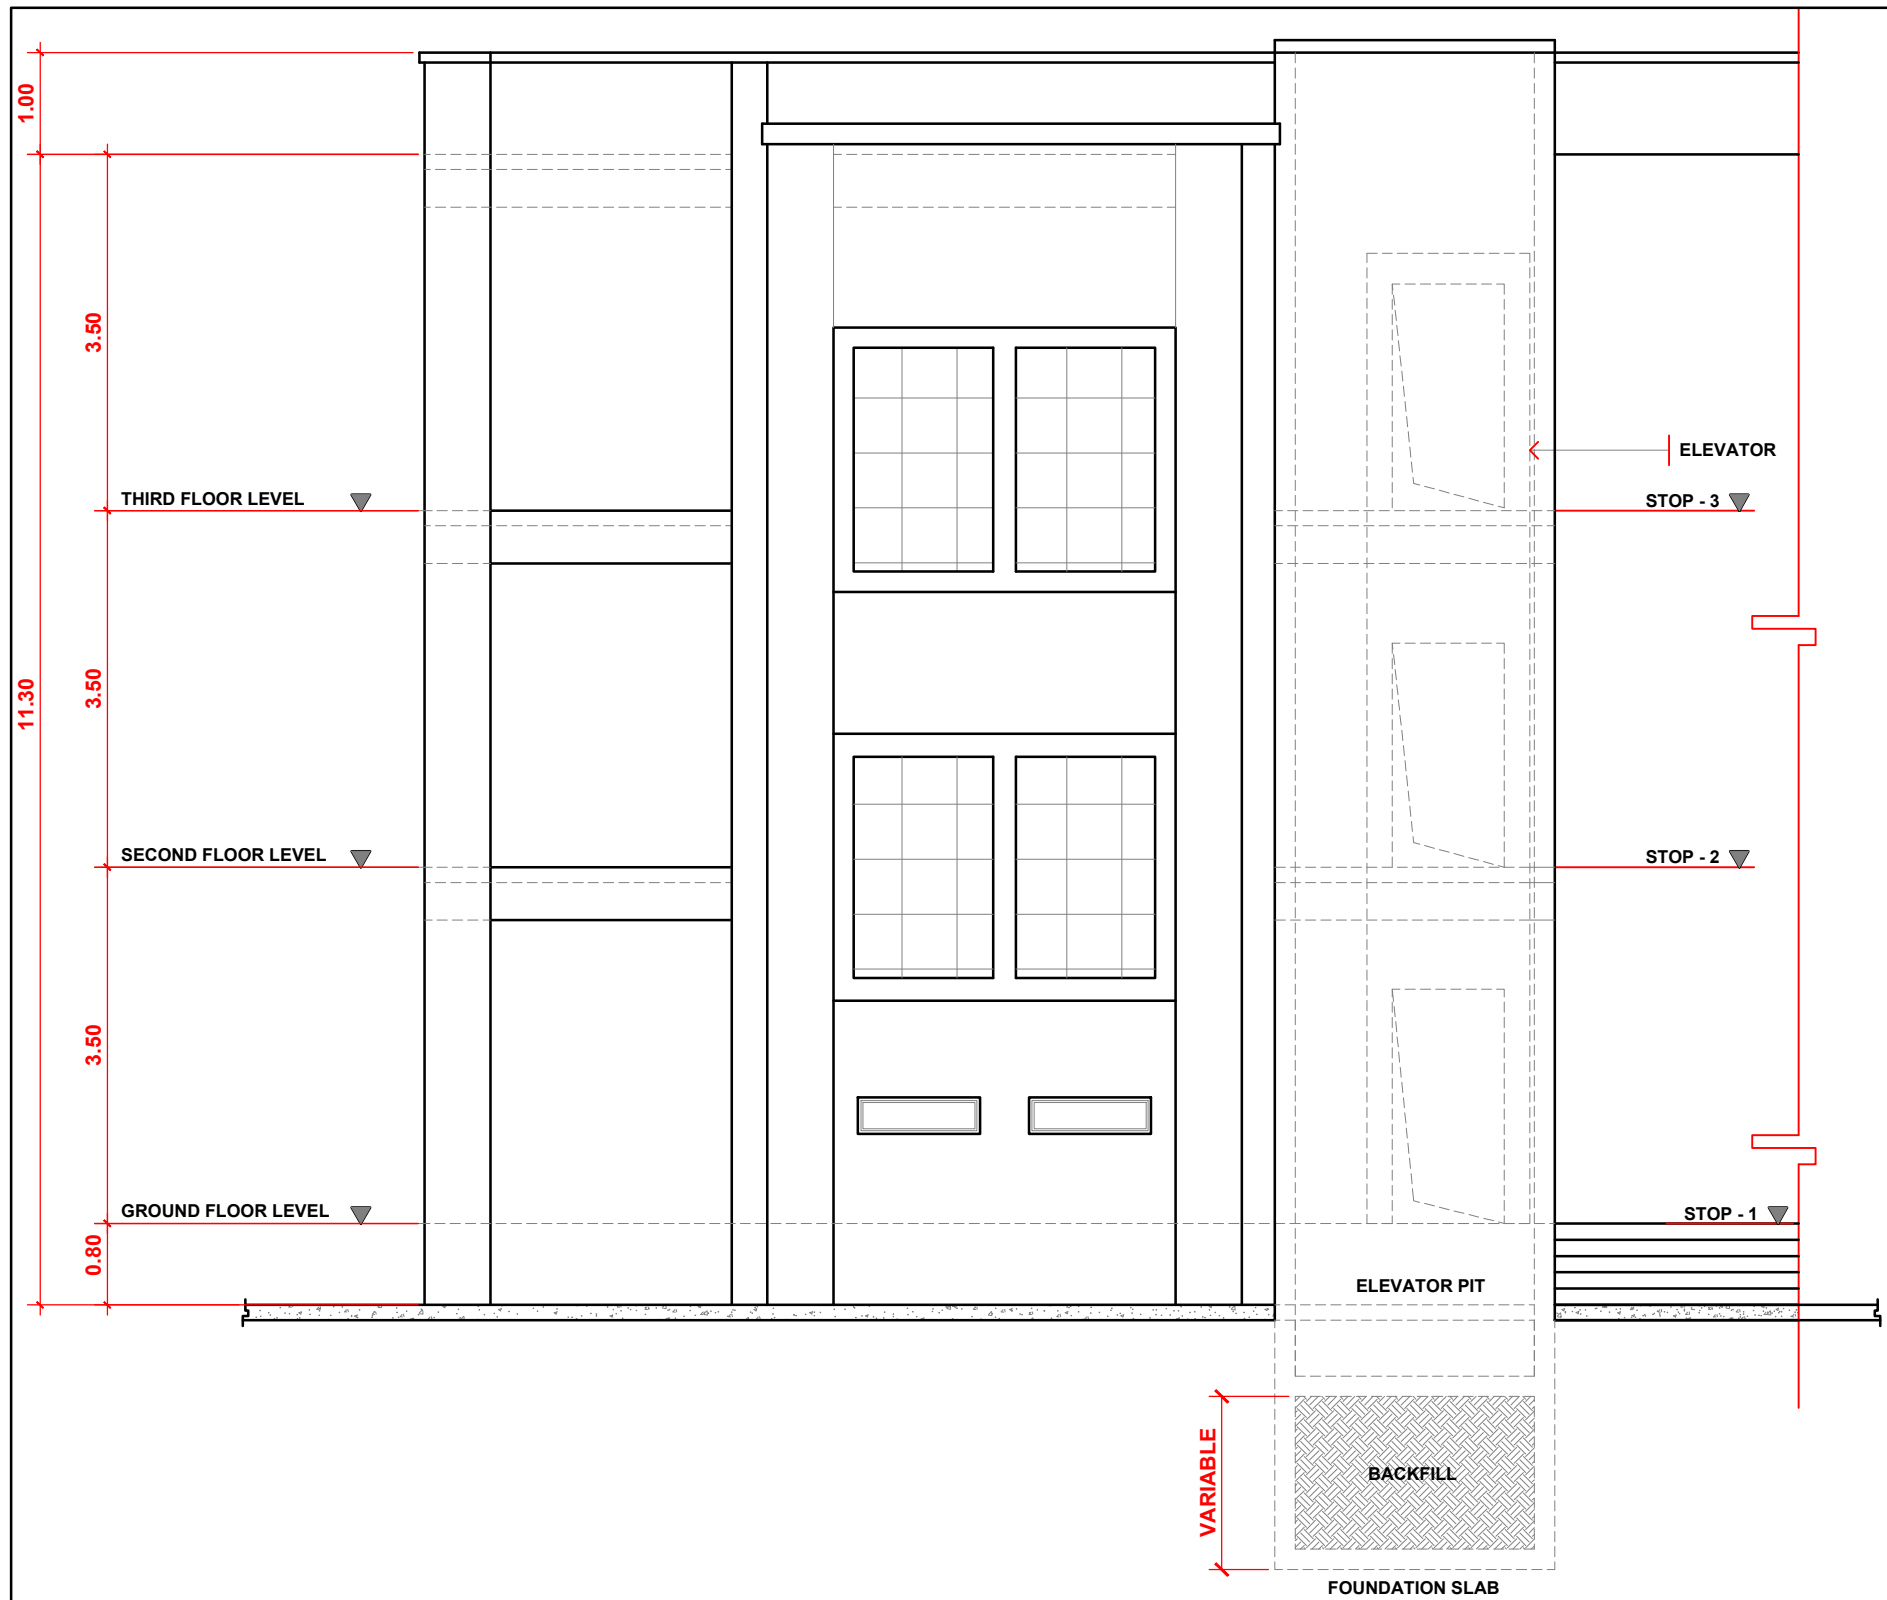 1.00
3.50
ELEVATOR
THIRD FLOOR LEVEL
STOP - 3
3.50
11.30
SECOND FLOOR LEVEL
STOP - 2
3.50
GROUND FLOOR LEVEL
STOP - 1
0.80
ELEVATOR PIT
VARIABLE
BACKFILL
FOUNDATION SLAB